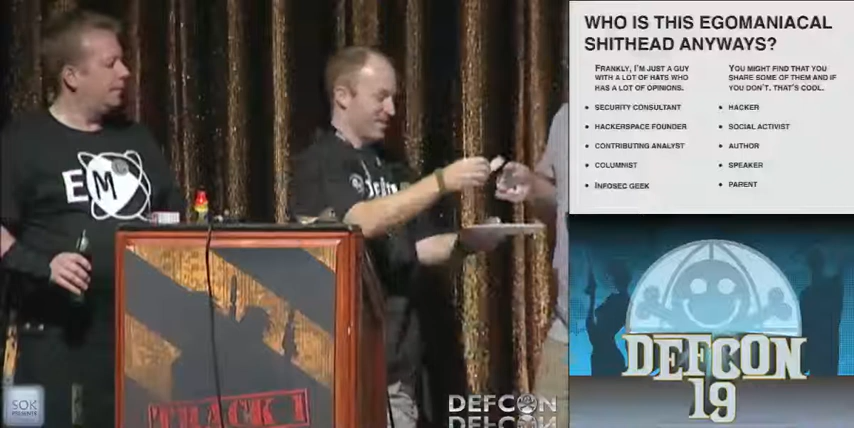 WHO IS THIS EGOMANIACAL
SHITHEAD ANYWAYS?
FRANKLY, I'M JUST A GUY
WITH A LOT OF HATS WHO
HAS A LOT OF OPINIONS.
• SECURITY CONSULTANT
• HACKERSPACE FOUNDER
• CONTRIBUTING ANALYST
• COLUMNIST
• INFOSEC GEEK
YOU MIGHT FIND THAT YOU
SHARE SOME OF THEM AND IF
YOU DON'T. THAT'S COOL.
• HACKER
• SOCIAL ACTIVIST
• AUTHOR
• SPEAKER
• PARENT
EM
TRACK 1
SOK
DEFCON
DEFCON
19